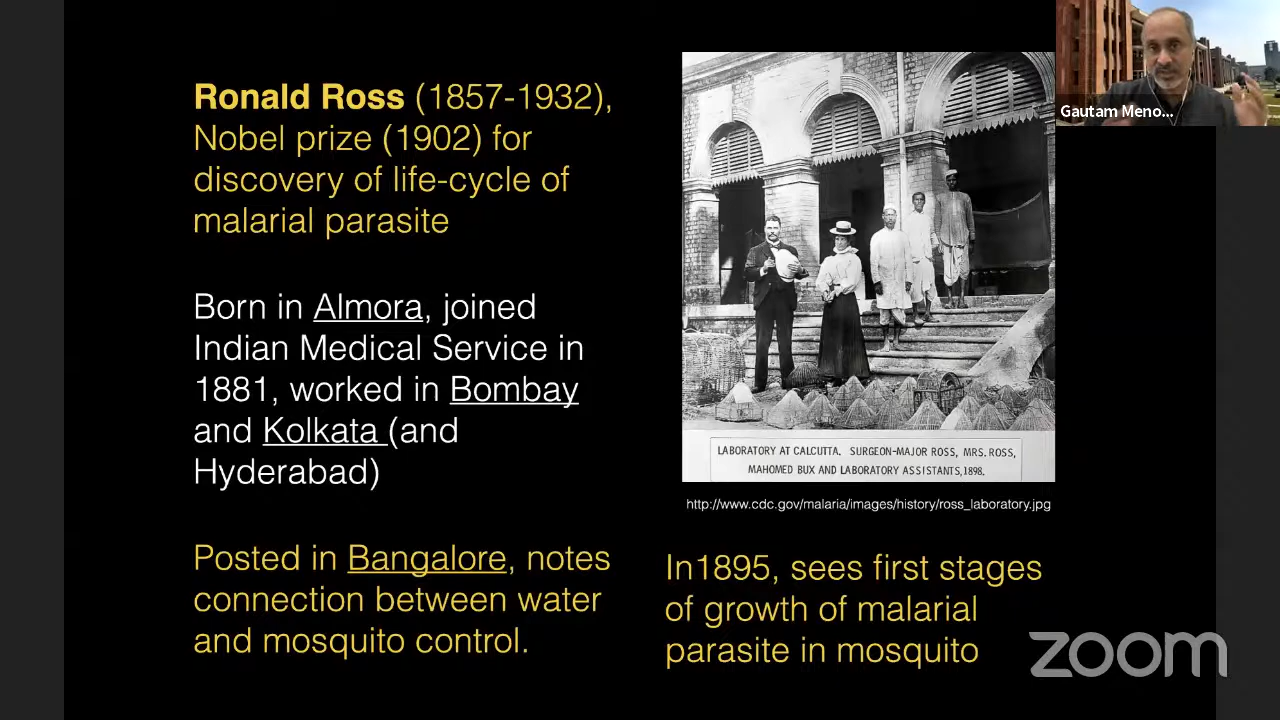 Ronald Ross (1857-1932),
Nobel prize (1902) for
discovery of life-cycle of
malarial parasite
Born in Almora, joined
Indian Medical Service in
1881, worked in Bombay
and Kolkata (and
Hyderabad)
Posted in Bangalore, notes
connection between water
and mosquito control.
LABORATORY AT CALCUTTA. SURGEON-MAJOR ROSS, MRS. ROSS,
MAHOMED BUX AND LABORATORY ASSISTANTS, 1898.
http://www.cdc.gov/malaria/images/history/ross_laboratory.jpg
In1895, sees first stages
of growth of malarial
parasite in mosquito
Gautam Meno...
zoom